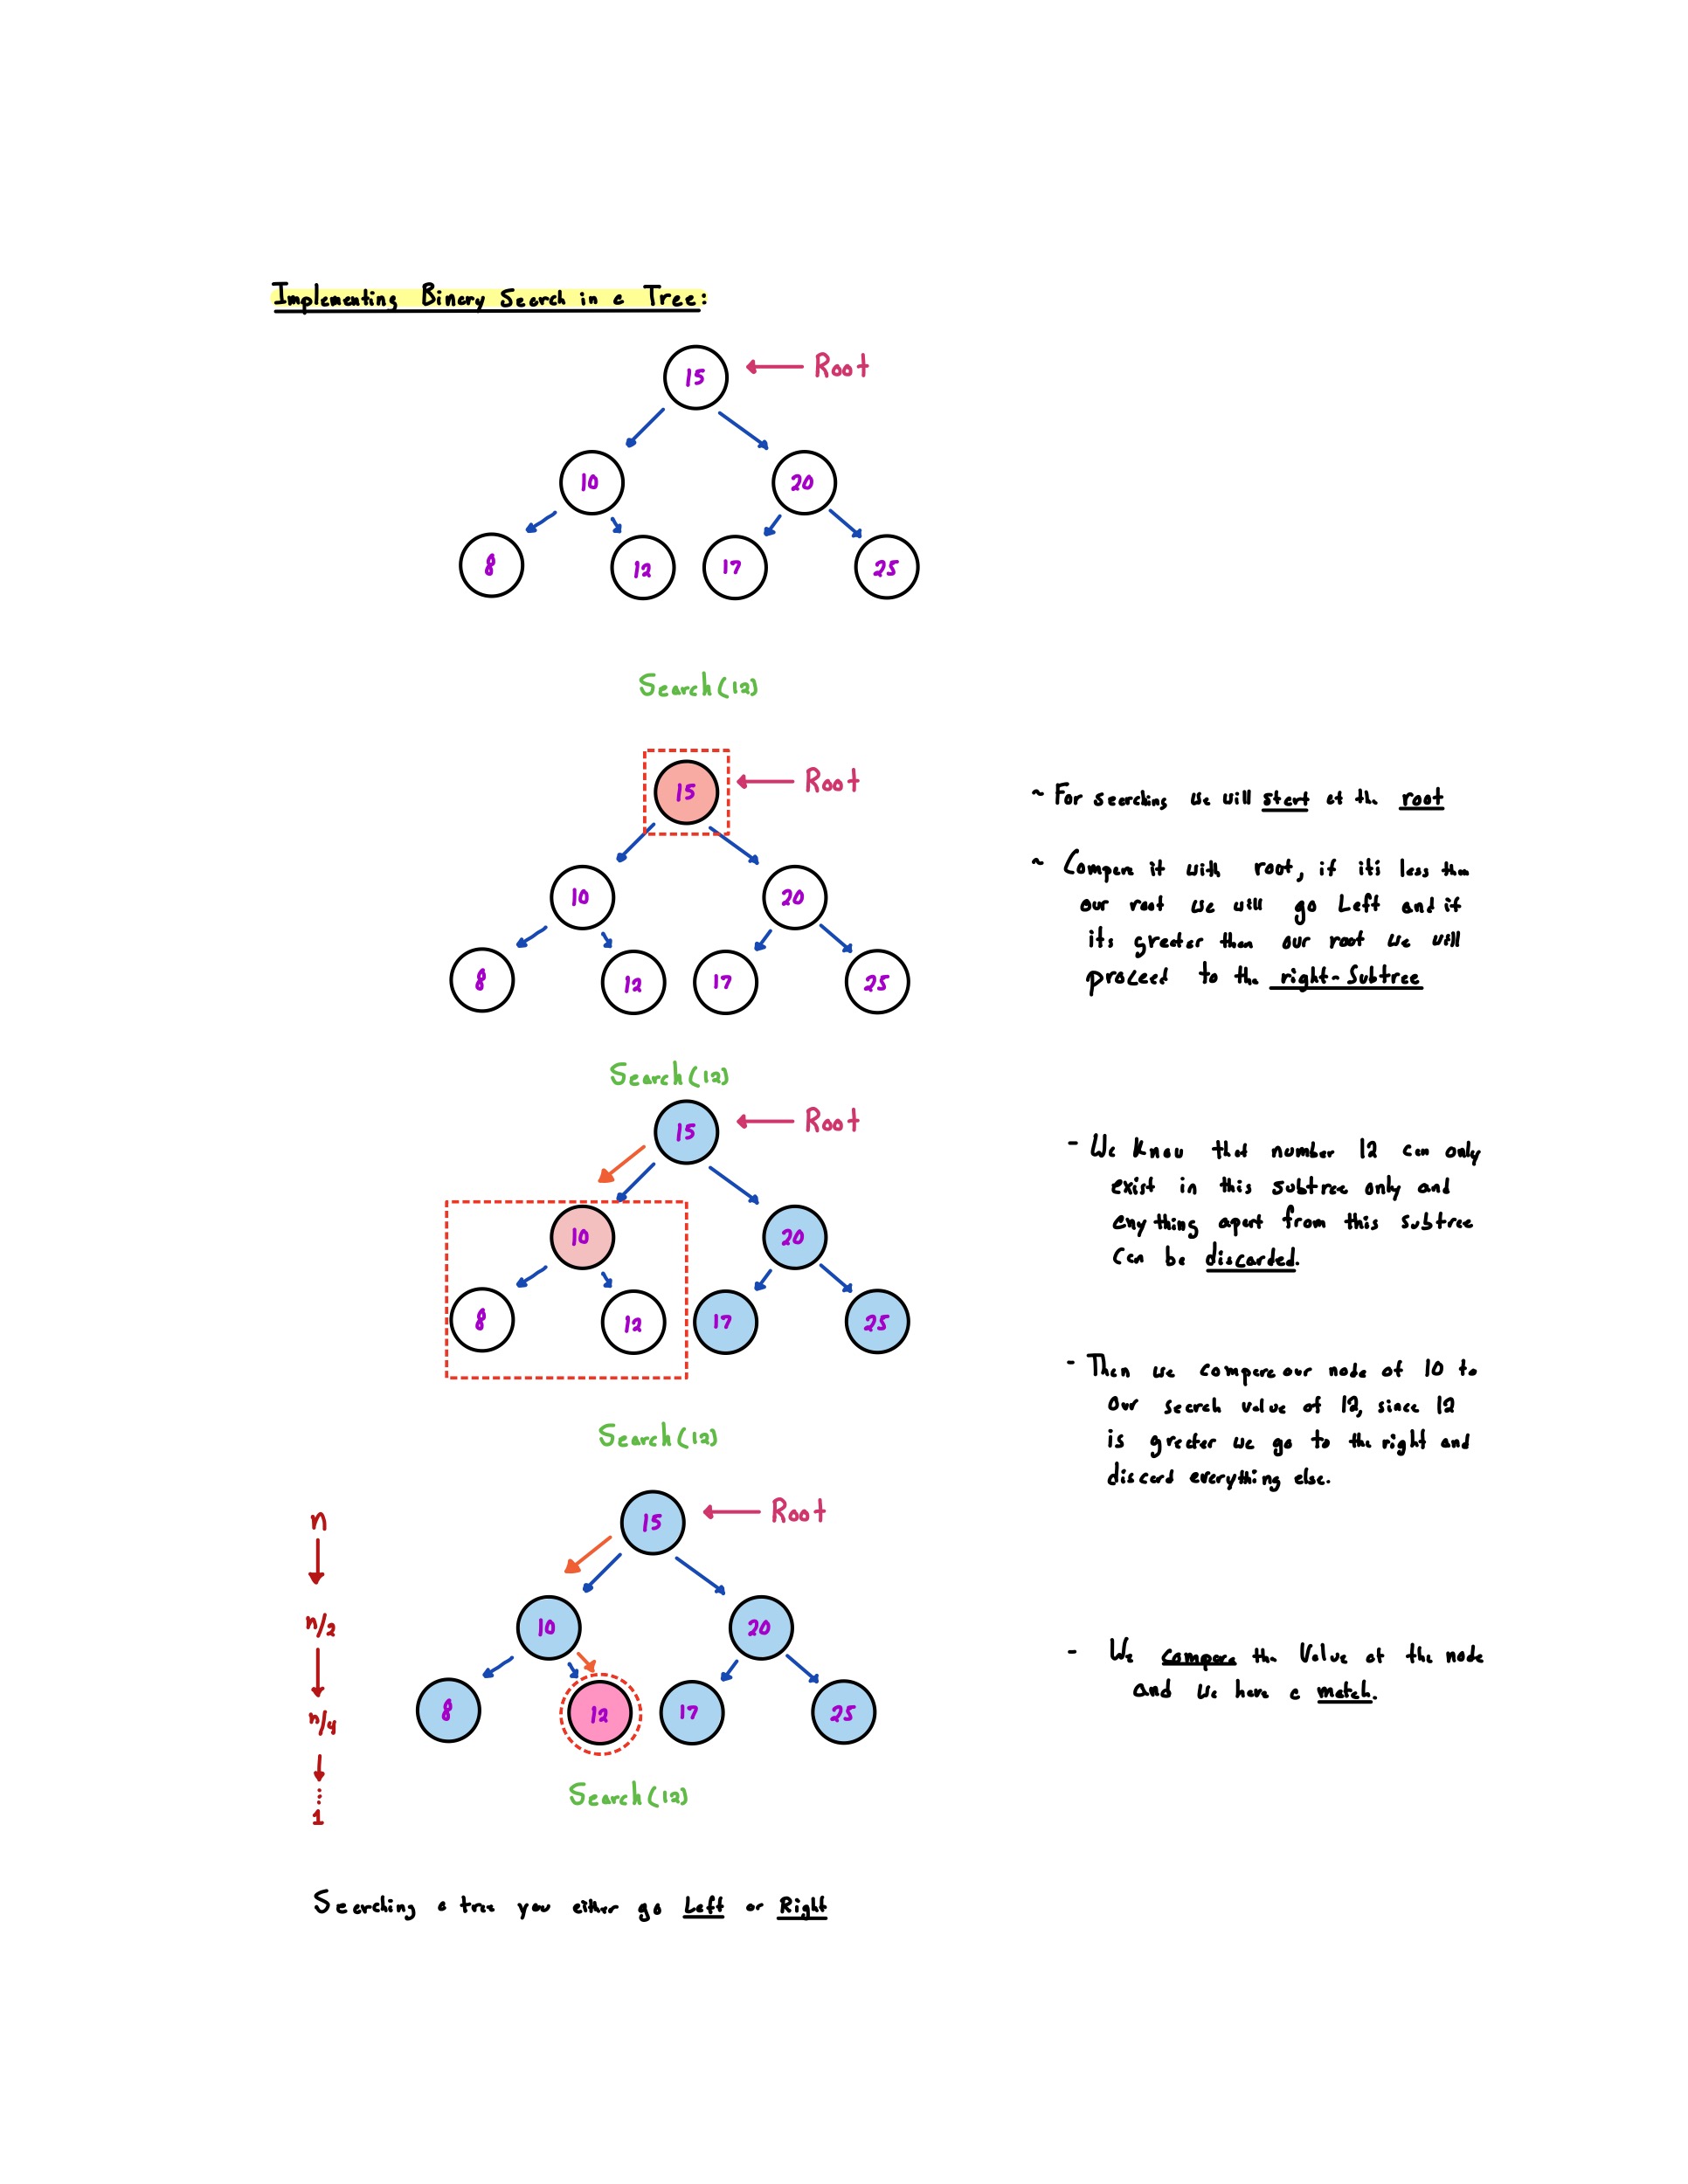 Implementing Binary Search in a Tree:
15 ← Root
10 20
8 12 17 25
Search(12)
15 ← Root
10 20
8 12 17 25
Search(12)
~ For searching we will start at the root
~ Compare it with root, if its less than
our root we will go Left and if
its greater than our root we will
proceed to the right-Subtree
15 ← Root
10 20
8 12 17 25
Search(12)
- We Know that number 12 can only
exist in this subtree only and
anything apart from this subtree
can be discarded.
- Then we compare our node of 10 to
our search value of 12, since 12
is greater we go to the right and
discard everything else.
n
n/2
n/4
1
15 ← Root
10 20
8 12 17 25
Search(12)
- We compare the Value at the node
and we have a match.
Searching a tree you either go Left or Right